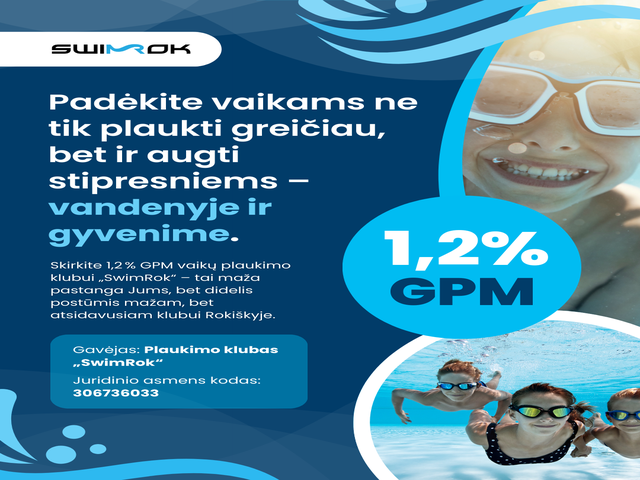 SWIMROK
Padėkite vaikams ne
tik plaukti greičiau,
bet ir augti
stipresniems –
vandenyje ir
gyvenime.
Skirkite 1,2% GPM vaikų plaukimo
klubui „SwimRok“ – tai maža
pastanga Jums, bet didelis
postūmis mažam, bet
atsidavusiam klubui Rokiškyje.
1,2%
GPM
Gavėjas: Plaukimo klubas
„SwimRok“
Juridinio asmens kodas:
306736033